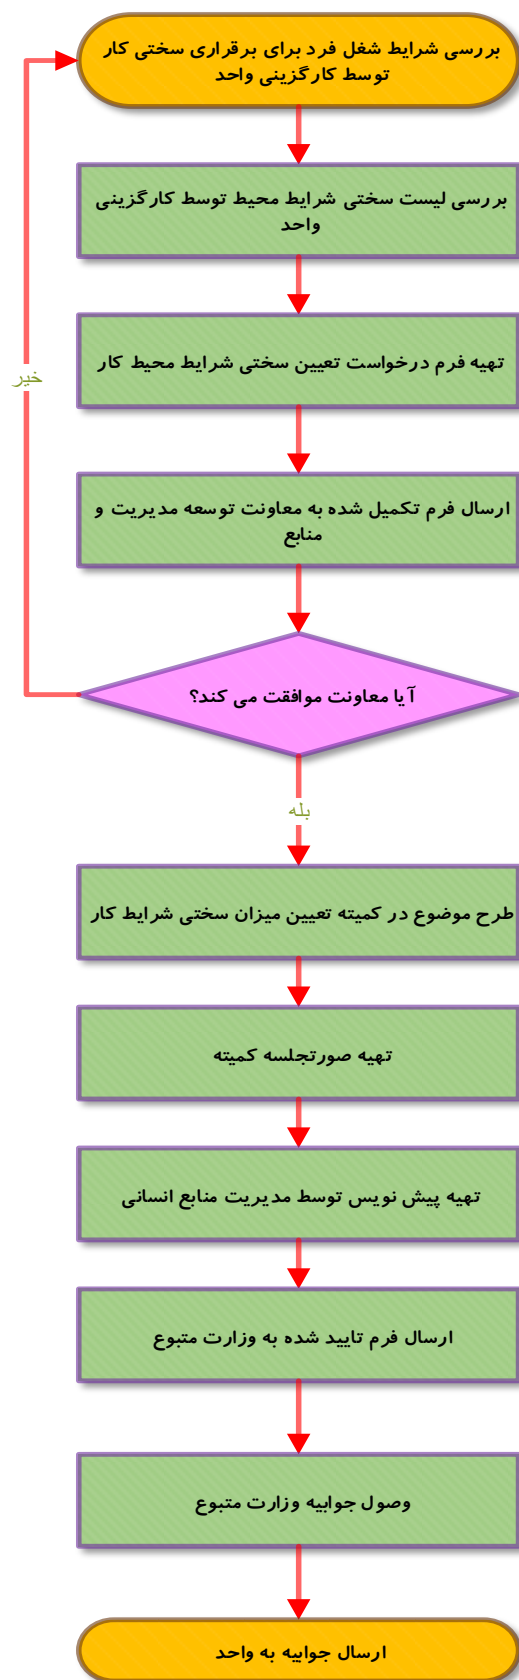 بررسی شرایط شغل فرد برای برقراری سختی کار
توسط کارگزینی واحد
بررسی لیست سختی شرایط محیط توسط کارگزینی
واحد
تهیه فرم درخواست تعیین سختی شرایط محیط کار
خیر
ارسال فرم تکمیل شده به معاونت توسعه مدیریت و
منابع
آیا معاونت موافقت می کند؟
بله
طرح موضوع در کمیته تعیین میزان سختی شرایط کار
تهیه صورتجلسه کمیته
تهیه پیش نویس توسط مدیریت منابع انسانی
ارسال فرم تایید شده به وزارت متبوع
وصول جوابیه وزارت متبوع
ارسال جوابیه به واحد